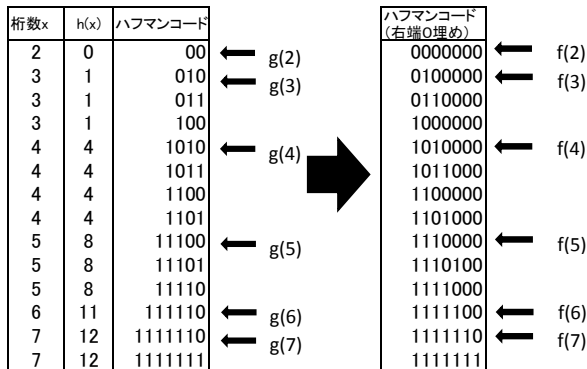 桁数x h(x) ハフマンコード
2 0 00 g(2)
3 1 010 g(3)
3 1 011
3 1 100
4 4 1010 g(4)
4 4 1011
4 4 1100
4 4 1101
5 8 11100 g(5)
5 8 11101
5 8 11110
6 11 111110 g(6)
7 12 1111110 g(7)
7 12 1111111
ハフマンコード
(右端0埋め)
0000000 f(2)
0100000 f(3)
0110000
1000000
1010000 f(4)
1011000
1100000
1101000
1110000 f(5)
1110100
1111000
1111100 f(6)
1111110 f(7)
1111111